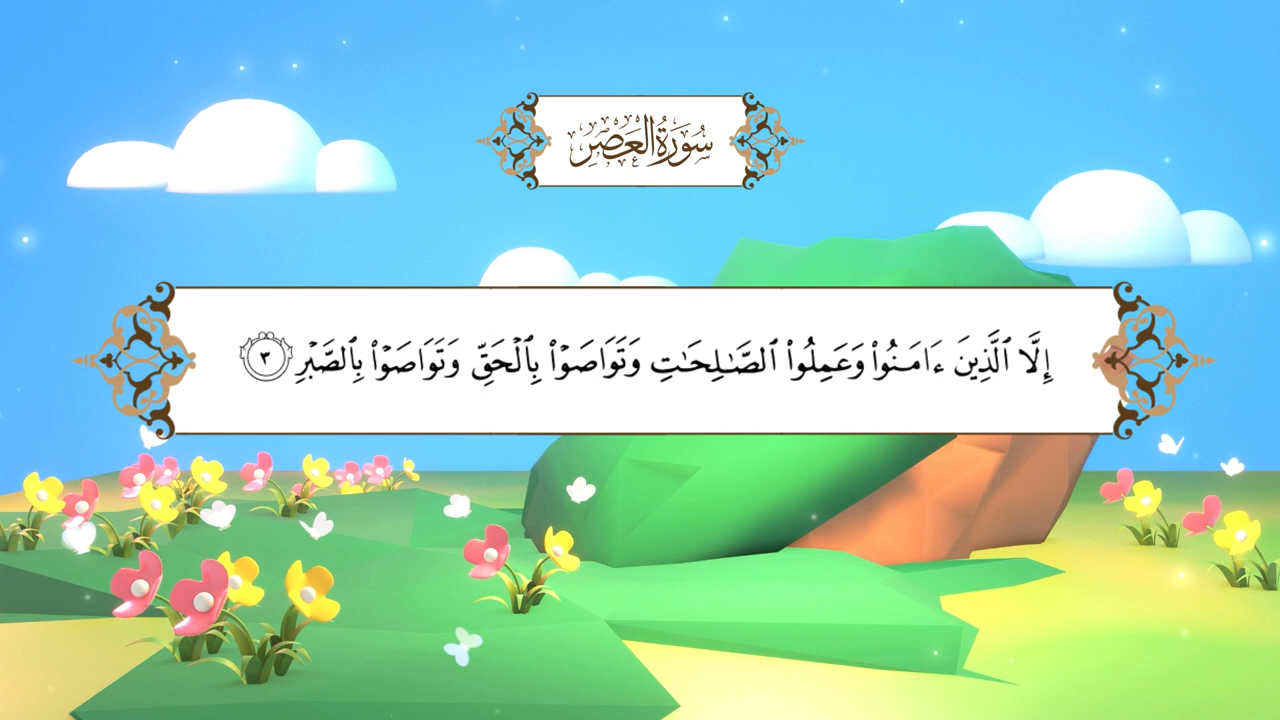 سُورَةُ العَصْرِ
إِلَّا ٱلَّذِينَ ءَامَنُوا۟ وَعَمِلُوا۟ ٱلصَّـٰلِحَـٰتِ وَتَوَاصَوْا۟ بِٱلْحَقِّ وَتَوَاصَوْا۟ بِٱلصَّبْرِ ٣